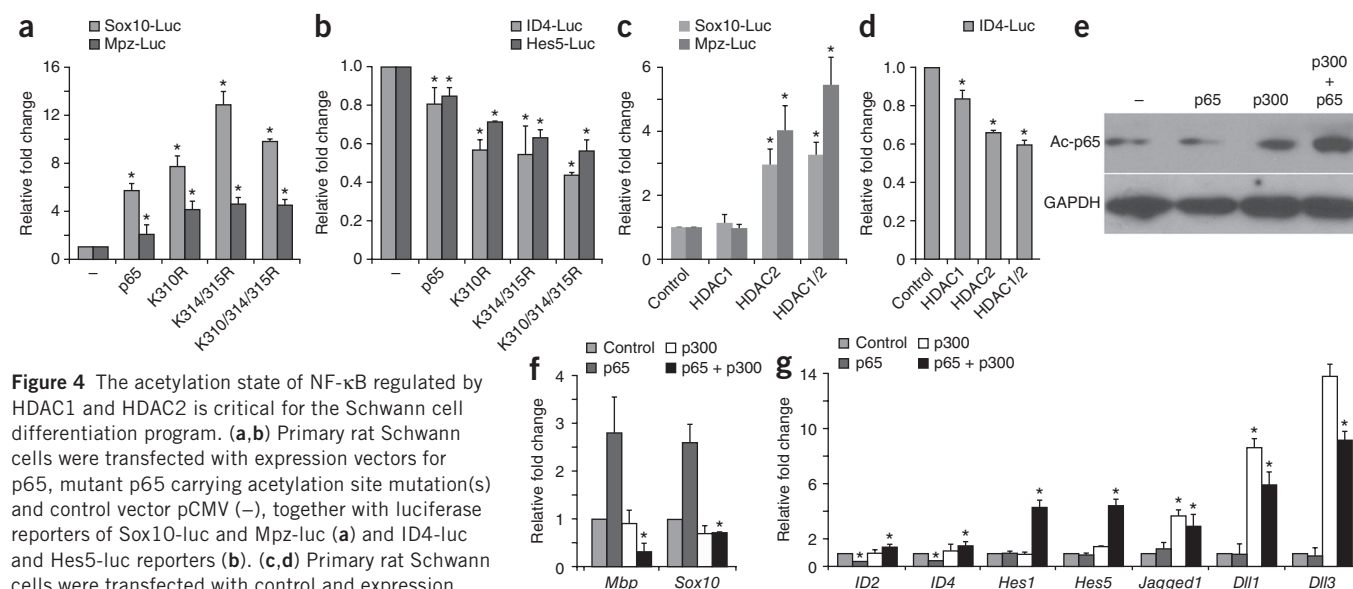 a
Sox10-Luc
Mpz-Luc
Relative fold change
16
12
8
4
0
–
p65
K310R
K314/315R
K310/314/315R
* * * * * * * *
b
ID4-Luc
Hes5-Luc
Relative fold change
1.0
0.8
0.6
0.4
0.2
0
–
p65
K310R
K314/315R
K310/314/315R
* * * * * * * *
c
Sox10-Luc
Mpz-Luc
Relative fold change
6
4
2
0
Control
HDAC1
HDAC2
HDAC1/2
* * * *
d
ID4-Luc
Relative fold change
1.0
0.8
0.6
0.4
0.2
0
Control
HDAC1
HDAC2
HDAC1/2
* * *
e
–
p65
p300
p300
+
p65
Ac-p65
GAPDH
Figure 4 The acetylation state of NF-κB regulated by
HDAC1 and HDAC2 is critical for the Schwann cell
differentiation program. (a,b) Primary rat Schwann
cells were transfected with expression vectors for
p65, mutant p65 carrying acetylation site mutation(s)
and control vector pCMV (–), together with luciferase
reporters of Sox10-luc and Mpz-luc (a) and ID4-luc
and Hes5-luc reporters (b). (c,d) Primary rat Schwann
cells were transfected with control and expression
f
Control
p65
p300
p65 + p300
Relative fold change
4
3
2
1
0
Mbp
Sox10
* *
g
Control
p65
p300
p65 + p300
Relative fold change
14
10
6
2
0
ID2
ID4
Hes1
Hes5
Jagged1
Dll1
Dll3
* * * * * * * * * * *